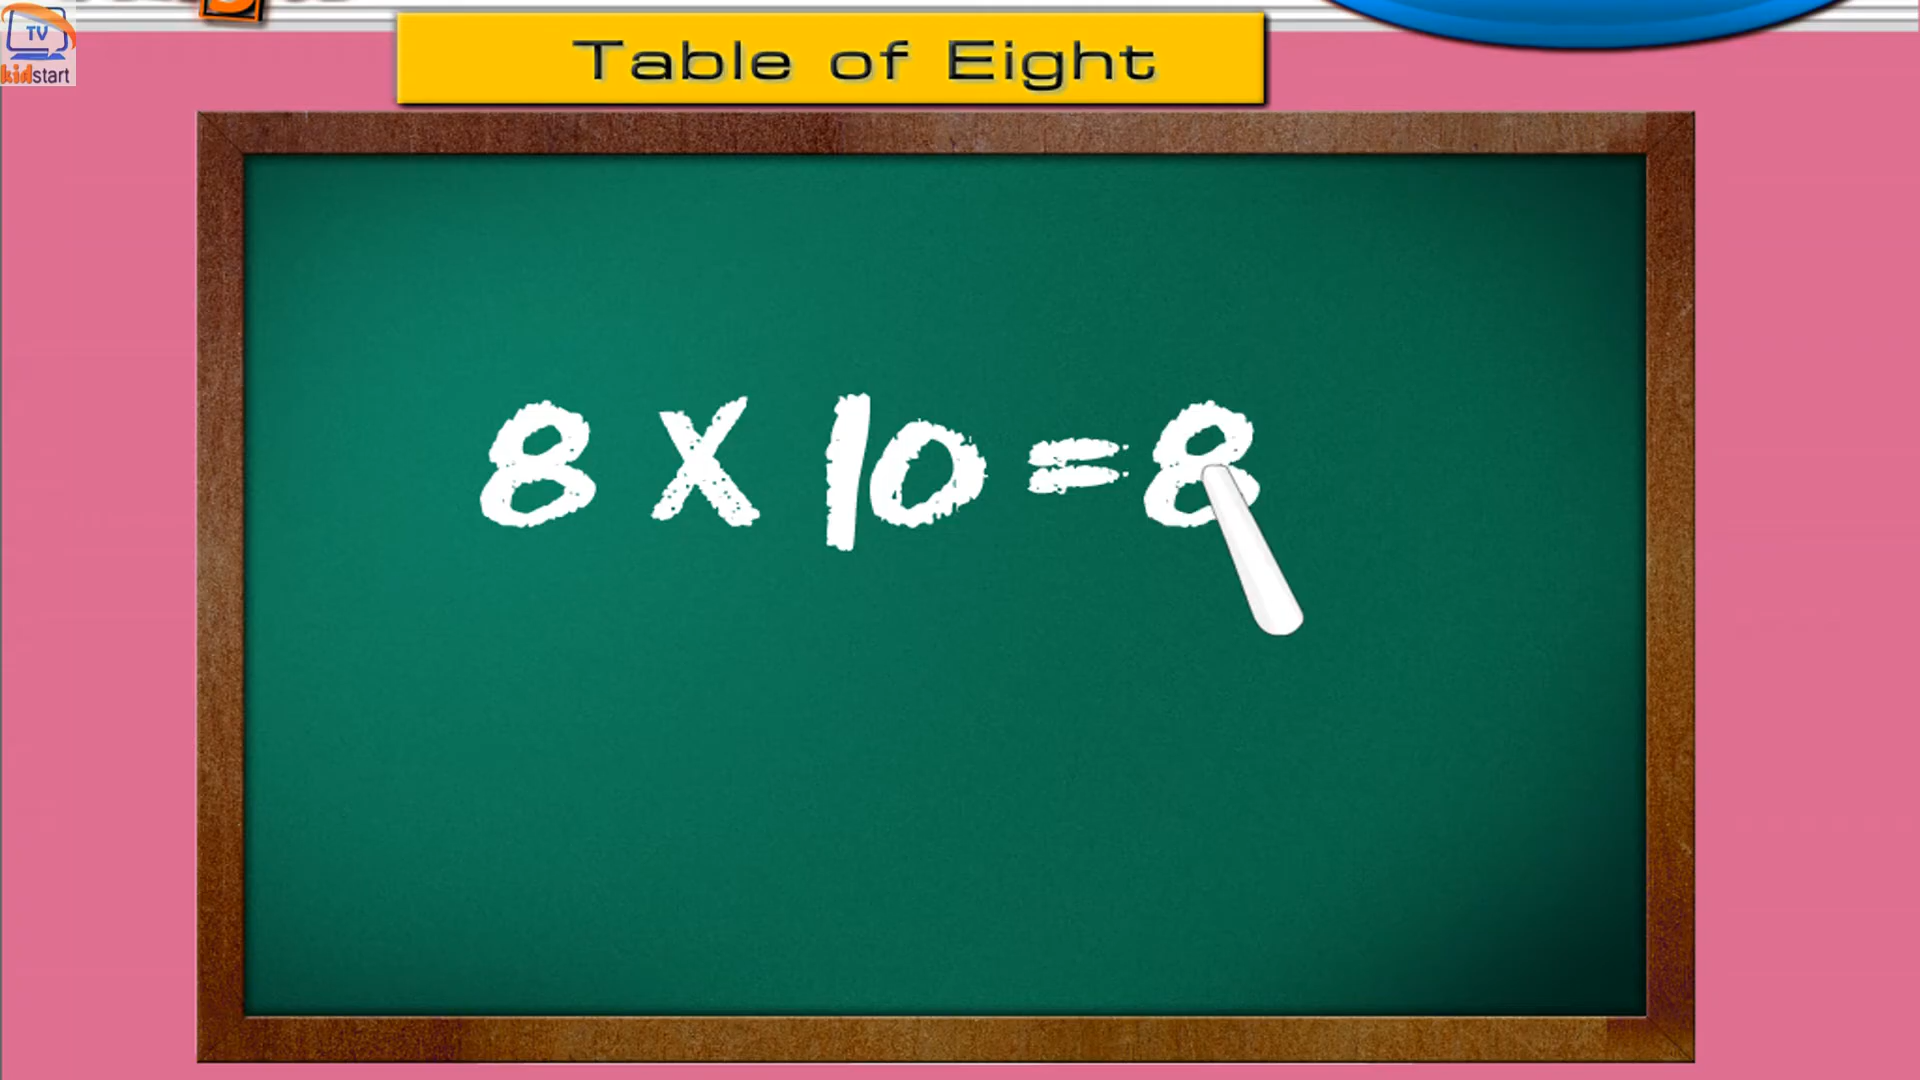 TV
kidstart
Table of Eight
8 X 10 = 8